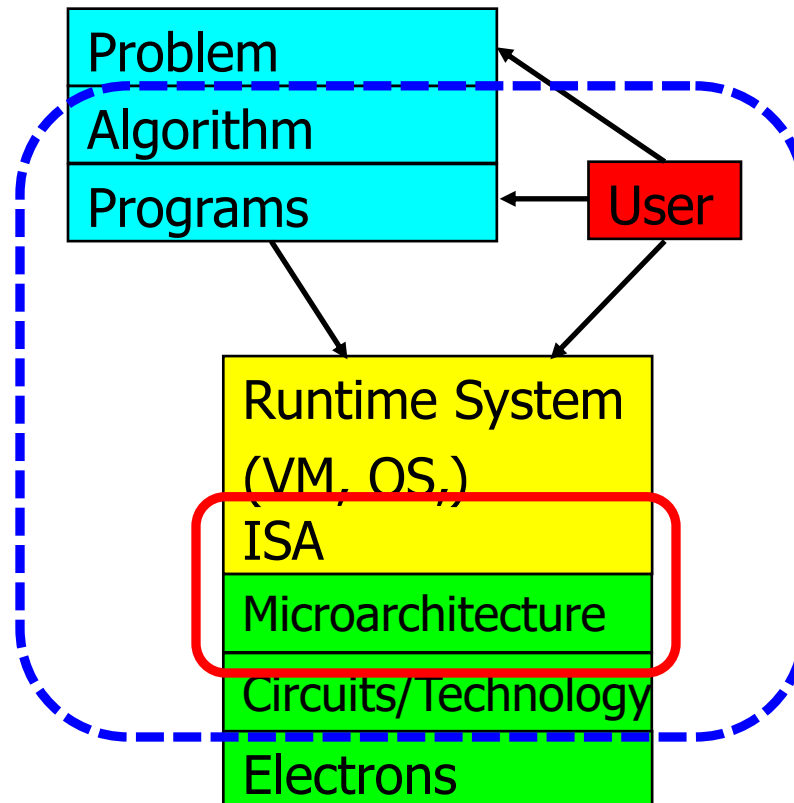 Problem
Algorithm
Programs
User
Runtime System
(VM, OS,)
ISA
Microarchitecture
Circuits/Technology
Electrons